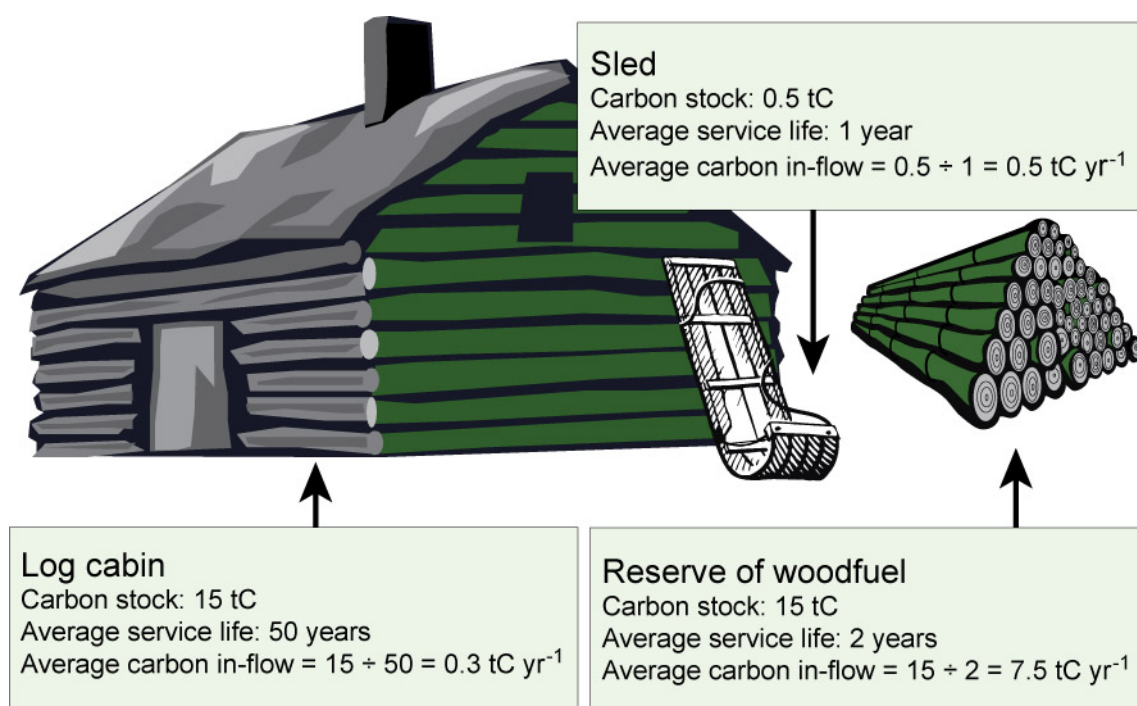 Sled
Carbon stock: 0.5 tC
Average service life: 1 year
Average carbon in-flow = 0.5 ÷ 1 = 0.5 tC yr⁻¹
Log cabin
Carbon stock: 15 tC
Average service life: 50 years
Average carbon in-flow = 15 ÷ 50 = 0.3 tC yr⁻¹
Reserve of woodfuel
Carbon stock: 15 tC
Average service life: 2 years
Average carbon in-flow = 15 ÷ 2 = 7.5 tC yr⁻¹